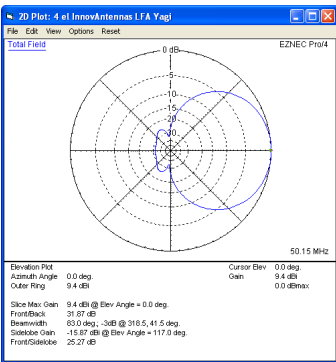 2D Plot: 4 el InnovAntennas LFA Yagi
File Edit View Options Reset
Total Field
EZNEC Pro/4
0 dB
-5
-10
-15
-20
-30
50.15 MHz
Elevation Plot
Cursor Elev 0.0 deg.
Azimuth Angle 0.0 deg.
Gain 9.4 dBi
Outer Ring 9.4 dBi
0.0 dBmax
Slice Max Gain 9.4 dBi @ Elev Angle = 0.0 deg.
Front/Back 31.87 dB
Beamwidth 83.0 deg.; -3dB @ 318.5, 41.5 deg.
Sidelobe Gain -15.87 dBi @ Elev Angle = 117.0 deg.
Front/Sidelobe 25.27 dB